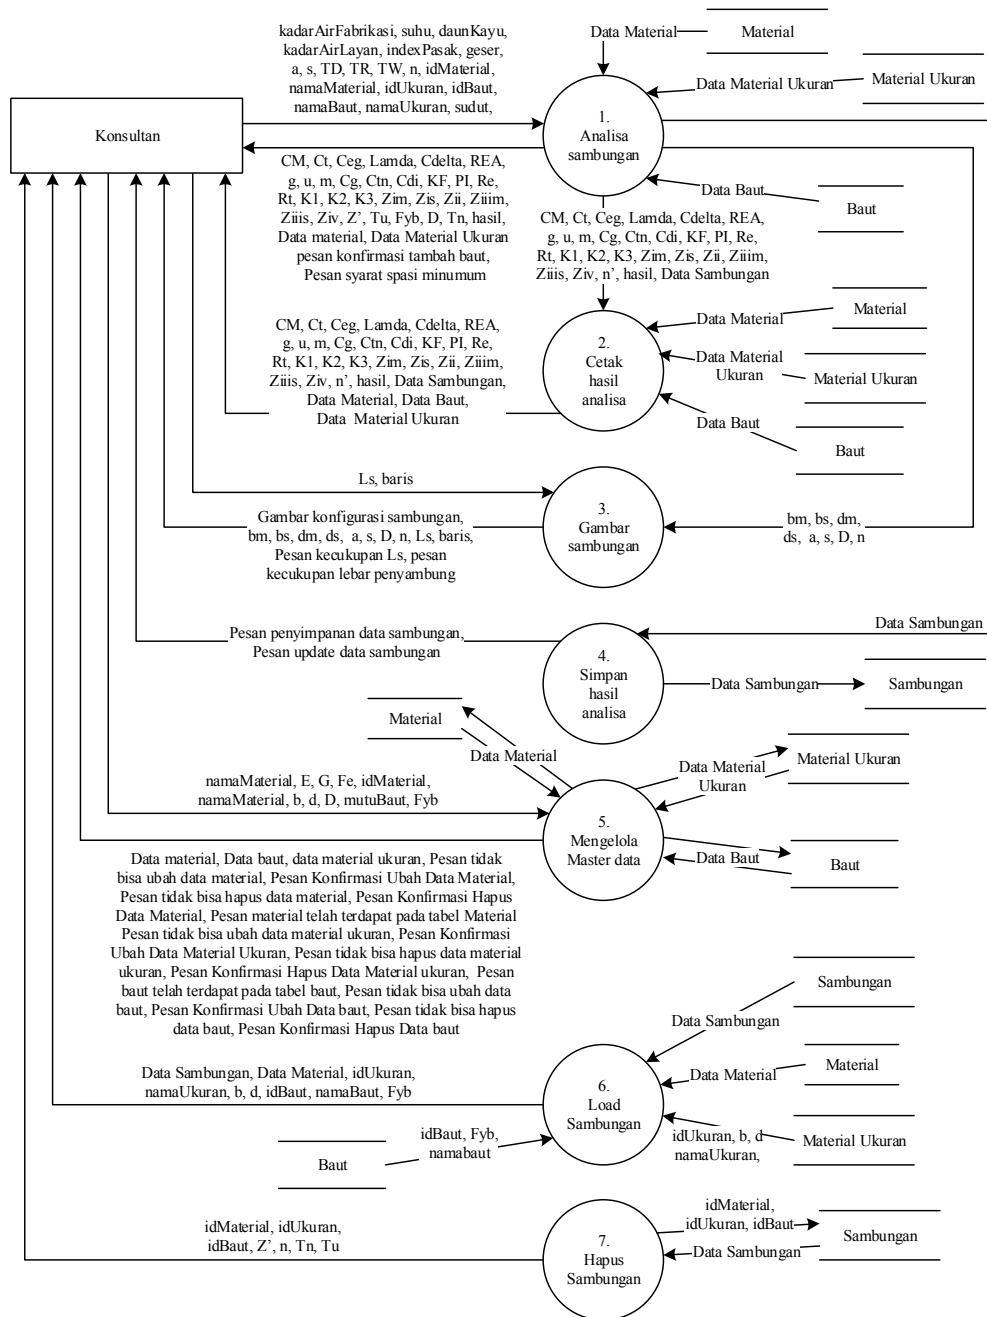 kadarAirFabrikasi, suhu, daunKayu,
kadarAirLayan, indexPasak, geser,
a, s, TD, TR, TW, n, idMaterial,
namaMaterial, idUkuran, idBaut,
namaBaut, namaUkuran, sudut,
Data Material
Material
Data Material Ukuran
Material Ukuran
Konsultan
1.
Analisa
sambungan
Data Baut
Baut
CM, Ct, Ceg, Lamda, Cdelta, REA,
g, u, m, Cg, Ctn, Cdi, KF, PI, Re,
Rt, K1, K2, K3, Zim, Zis, Zii, Ziiim,
Ziiis, Ziv, Z’, Tu, Fyb, D, Tn, hasil,
Data material, Data Material Ukuran
pesan konfirmasi tambah baut,
Pesan syarat spasi minumum
CM, Ct, Ceg, Lamda, Cdelta, REA,
g, u, m, Cg, Ctn, Cdi, KF, PI, Re,
Rt, K1, K2, K3, Zim, Zis, Zii, Ziiim,
Ziiis, Ziv, n’, hasil, Data Sambungan
CM, Ct, Ceg, Lamda, Cdelta, REA,
g, u, m, Cg, Ctn, Cdi, KF, PI, Re,
Rt, K1, K2, K3, Zim, Zis, Zii, Ziiim,
Ziiis, Ziv, n’, hasil, Data Sambungan,
Data Material, Data Baut,
Data Material Ukuran
2.
Cetak
hasil
analisa
Data Material
Material
Data Material
Ukuran
Material Ukuran
Data Baut
Baut
Ls, baris
Gambar konfigurasi sambungan,
bm, bs, dm, ds, a, s, D, n, Ls, baris,
Pesan kecukupan Ls, pesan
kecukupan lebar penyambung
3.
Gambar
sambungan
bm, bs, dm,
ds, a, s, D, n
Pesan penyimpanan data sambungan,
Pesan update data sambungan
4.
Simpan
hasil
analisa
Data Sambungan
Data Sambungan
Sambungan
Material
Data Material
namaMaterial, E, G, Fe, idMaterial,
namaMaterial, b, d, D, mutuBaut, Fyb
5.
Mengelola
Master data
Data Material
Ukuran
Material Ukuran
Data Baut
Baut
Data material, Data baut, data material ukuran, Pesan tidak
bisa ubah data material, Pesan Konfirmasi Ubah Data Material,
Pesan tidak bisa hapus data material, Pesan Konfirmasi Hapus
Data Material, Pesan material telah terdapat pada tabel Material
Pesan tidak bisa ubah data material ukuran, Pesan Konfirmasi
Ubah Data Material Ukuran, Pesan tidak bisa hapus data material
ukuran, Pesan Konfirmasi Hapus Data Material ukuran, Pesan
baut telah terdapat pada tabel baut, Pesan tidak bisa ubah data
baut, Pesan Konfirmasi Ubah Data baut, Pesan tidak bisa hapus
data baut, Pesan Konfirmasi Hapus Data baut
Sambungan
Data Sambungan
Data Sambungan, Data Material, idUkuran,
namaUkuran, b, d, idBaut, namaBaut, Fyb
6.
Load
Sambungan
Data Material
Material
idUkuran, b, d
namaUkuran,
Material Ukuran
Baut
idBaut, Fyb,
namabaut
idMaterial, idUkuran,
idBaut, Z’, n, Tn, Tu
7.
Hapus
Sambungan
idMaterial,
idUkuran, idBaut
Data Sambungan
Sambungan